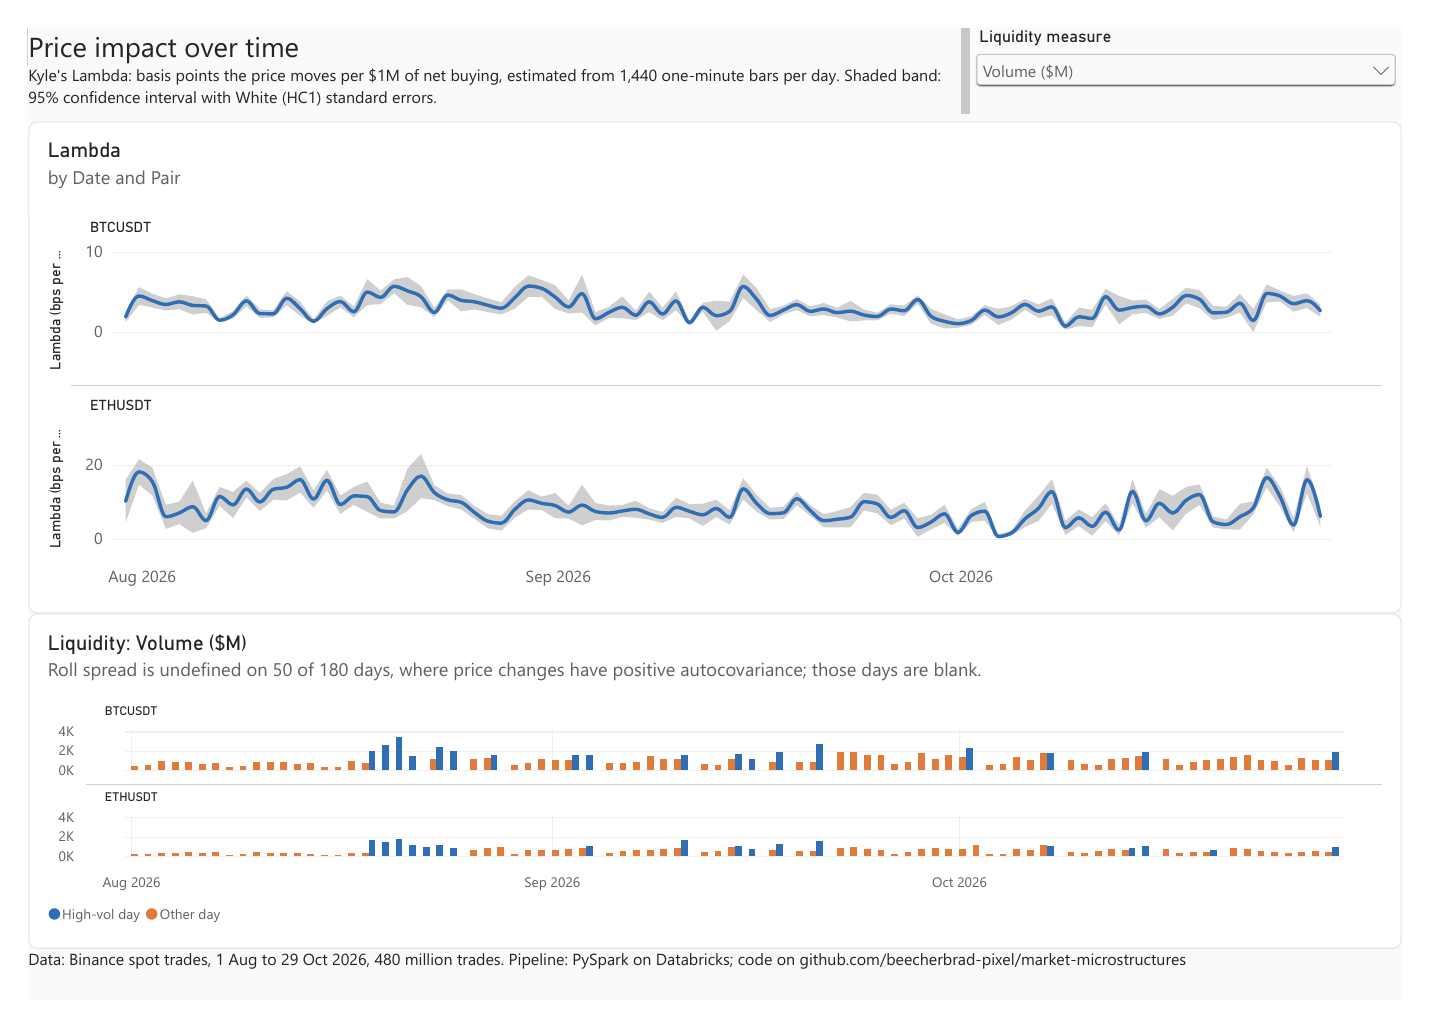 Price impact over time
Kyle's Lambda: basis points the price moves per $1M of net buying, estimated from 1,440 one-minute bars per day. Shaded band:
95% confidence interval with White (HC1) standard errors.
Liquidity measure
Volume ($M)
Lambda
by Date and Pair
BTCUSDT
Lambda (bps per ...
10
0
ETHUSDT
Lambda (bps per ...
20
0
Aug 2026
Sep 2026
Oct 2026
Liquidity: Volume ($M)
Roll spread is undefined on 50 of 180 days, where price changes have positive autocovariance; those days are blank.
BTCUSDT
4K
2K
0K
ETHUSDT
4K
2K
0K
Aug 2026
Sep 2026
Oct 2026
High-vol day
Other day
Data: Binance spot trades, 1 Aug to 29 Oct 2026, 480 million trades. Pipeline: PySpark on Databricks; code on github.com/beecherbrad-pixel/market-microstructures